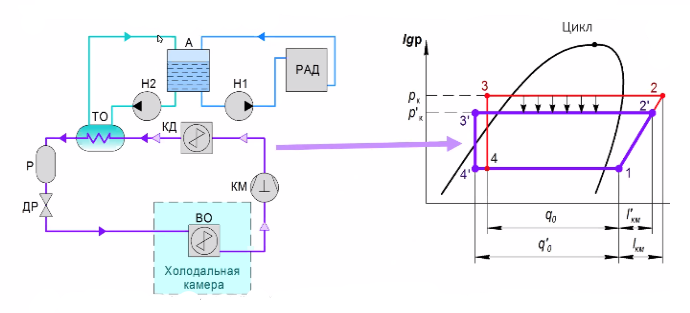 Цикл
lgp
А
РАД
Н2
Н1
ТО
КД
Р
КМ
ДР
ВО
Холодальная
камера
3
2
pк
p'к
3'
2'
4
4'
1
q0
l'км
q'0
lкм